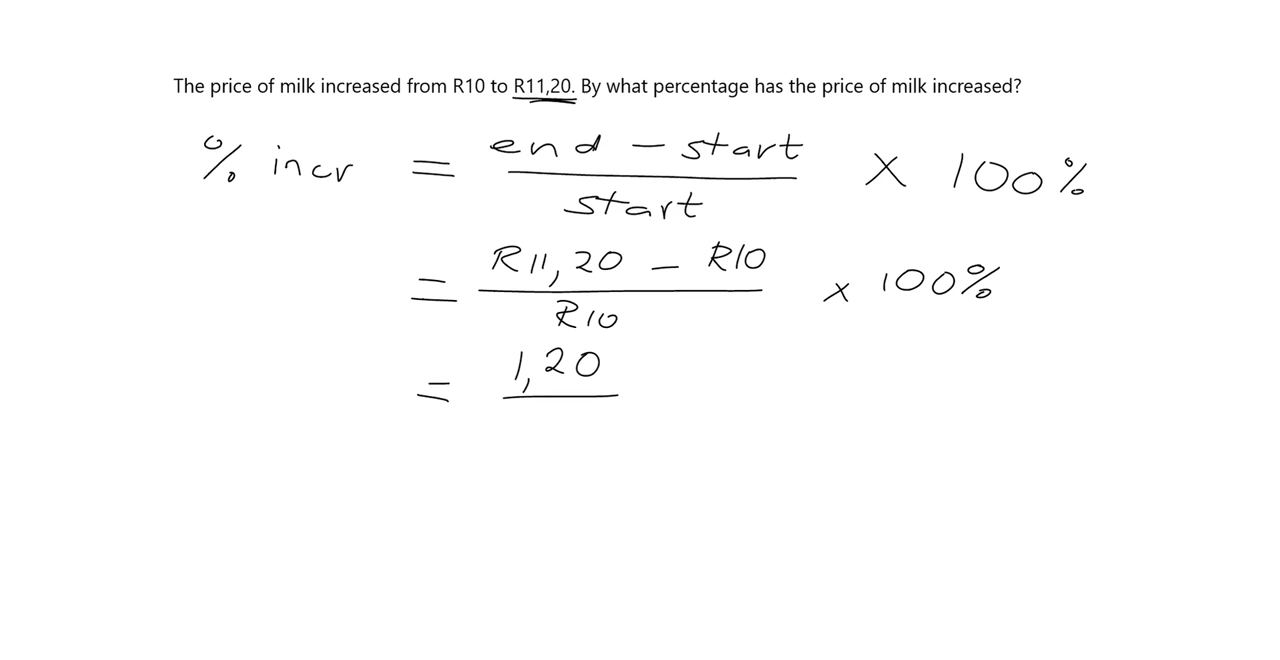 The price of milk increased from R10 to R11,20. By what percentage has the price of milk increased?
% incr = end - start / start × 100%
= R11,20 - R10 / R10 × 100%
= 1,20